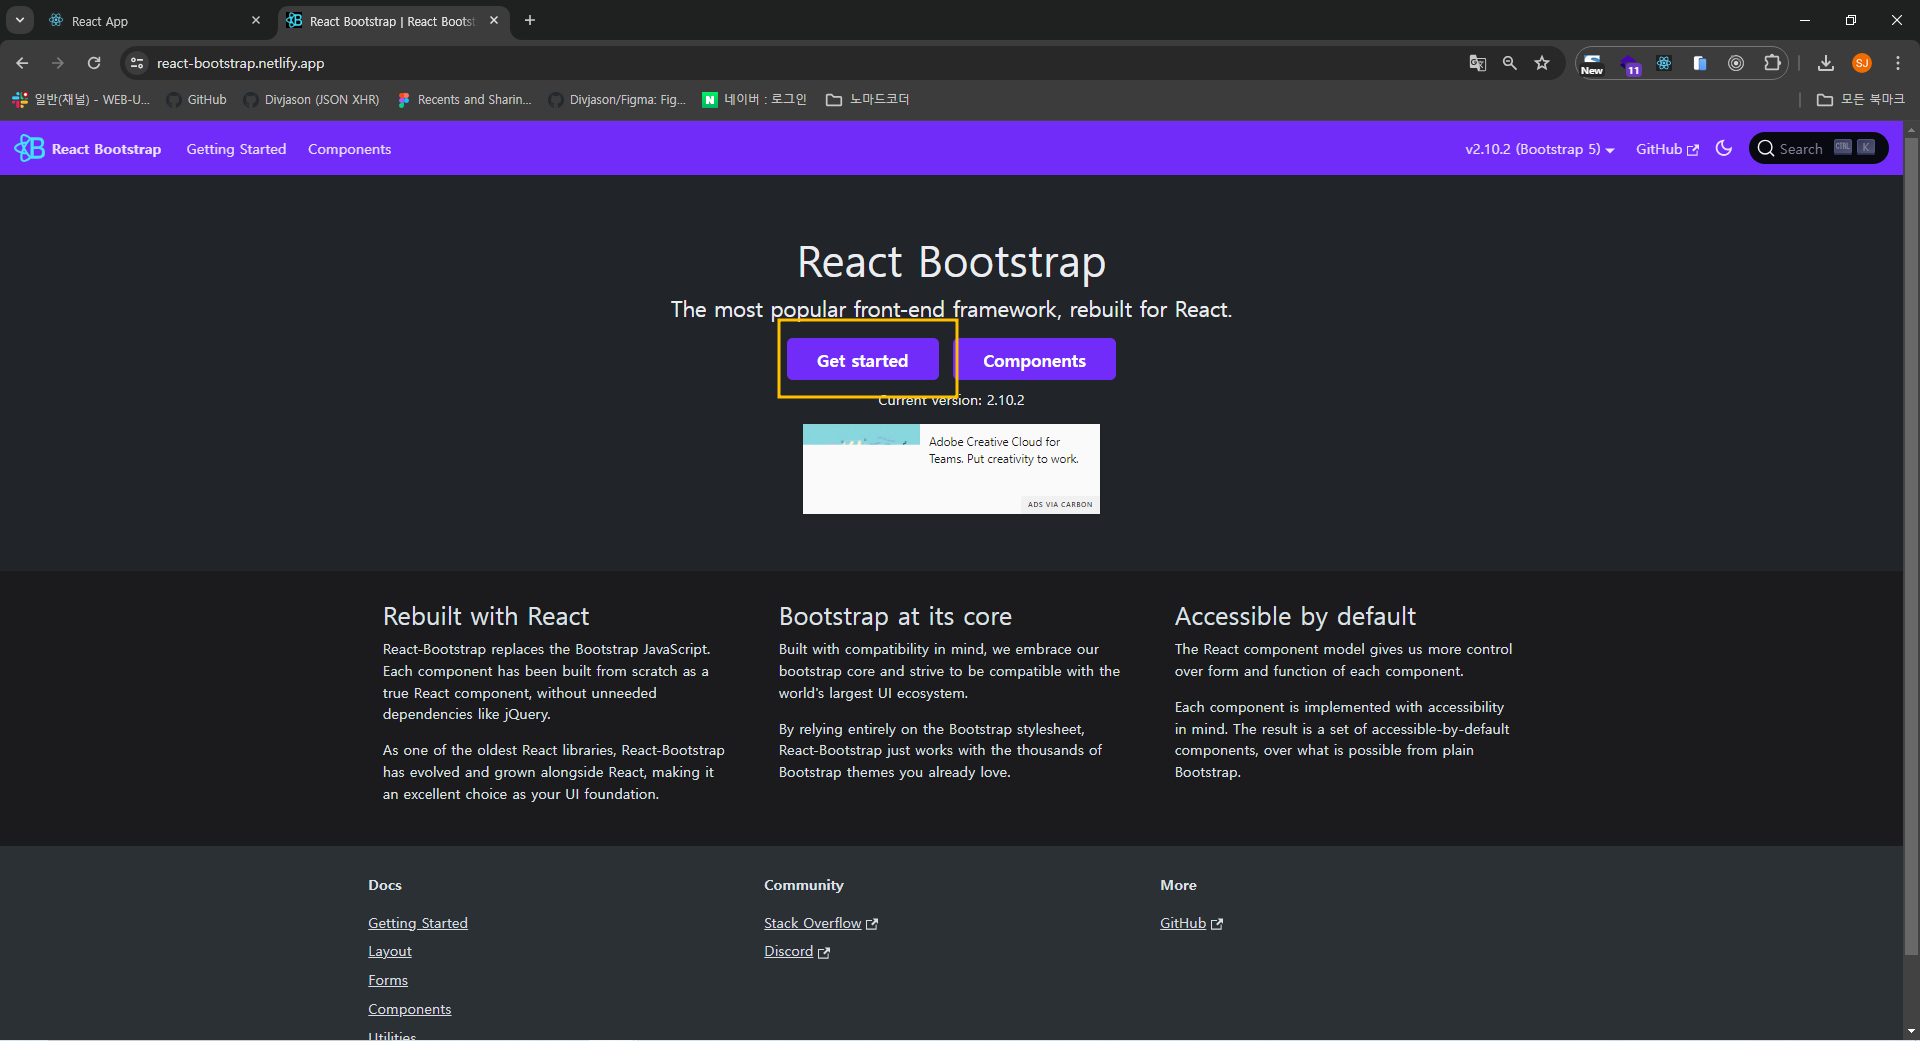 React App
React Bootstrap | React Bootst
react-bootstrap.netlify.app
New
11
SJ
일반(채널) - WEB-U...
GitHub
Divjason (JSON XHR)
Recents and Sharin...
Divjason/Figma: Fig...
N
네이버 : 로그인
노마드코더
모든 북마크
React Bootstrap
Getting Started
Components
v2.10.2 (Bootstrap 5)
GitHub
Search
CTRL
K
React Bootstrap
The most popular front-end framework, rebuilt for React.
Get started
Components
Current version: 2.10.2
Adobe Creative Cloud for
Teams. Put creativity to work.
ADS VIA CARBON
Rebuilt with React
React-Bootstrap replaces the Bootstrap JavaScript.
Each component has been built from scratch as a
true React component, without unneeded
dependencies like jQuery.
As one of the oldest React libraries, React-Bootstrap
has evolved and grown alongside React, making it
an excellent choice as your UI foundation.
Bootstrap at its core
Built with compatibility in mind, we embrace our
bootstrap core and strive to be compatible with the
world's largest UI ecosystem.
By relying entirely on the Bootstrap stylesheet,
React-Bootstrap just works with the thousands of
Bootstrap themes you already love.
Accessible by default
The React component model gives us more control
over form and function of each component.
Each component is implemented with accessibility
in mind. The result is a set of accessible-by-default
components, over what is possible from plain
Bootstrap.
Docs
Getting Started
Layout
Forms
Components
Utilities
Community
Stack Overflow
Discord
More
GitHub